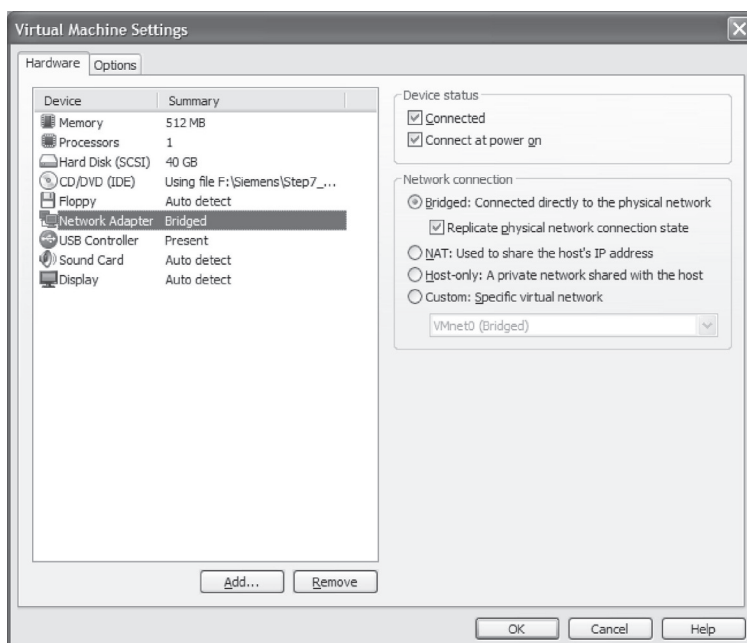 Virtual Machine Settings
Hardware Options
Device Summary
Memory 512 MB
Processors 1
Hard Disk (SCSI) 40 GB
CD/DVD (IDE) Using file F:\Siemens\Step7_...
Floppy Auto detect
Network Adapter Bridged
USB Controller Present
Sound Card Auto detect
Display Auto detect
Add... Remove
Device status
Connected
Connect at power on
Network connection
Bridged: Connected directly to the physical network
Replicate physical network connection state
NAT: Used to share the host's IP address
Host-only: A private network shared with the host
Custom: Specific virtual network
VMnet0 (Bridged)
OK Cancel Help